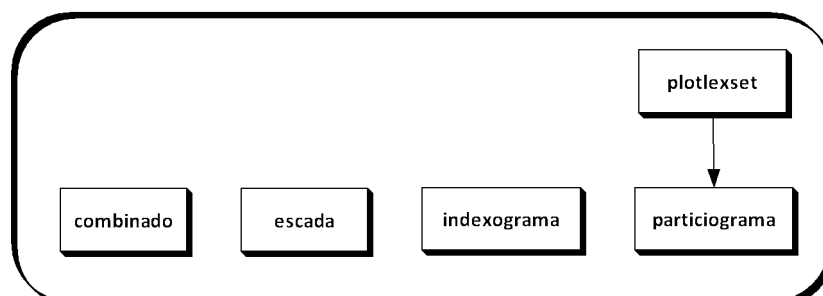 plotlexset
combinado
escada
indexograma
particiograma